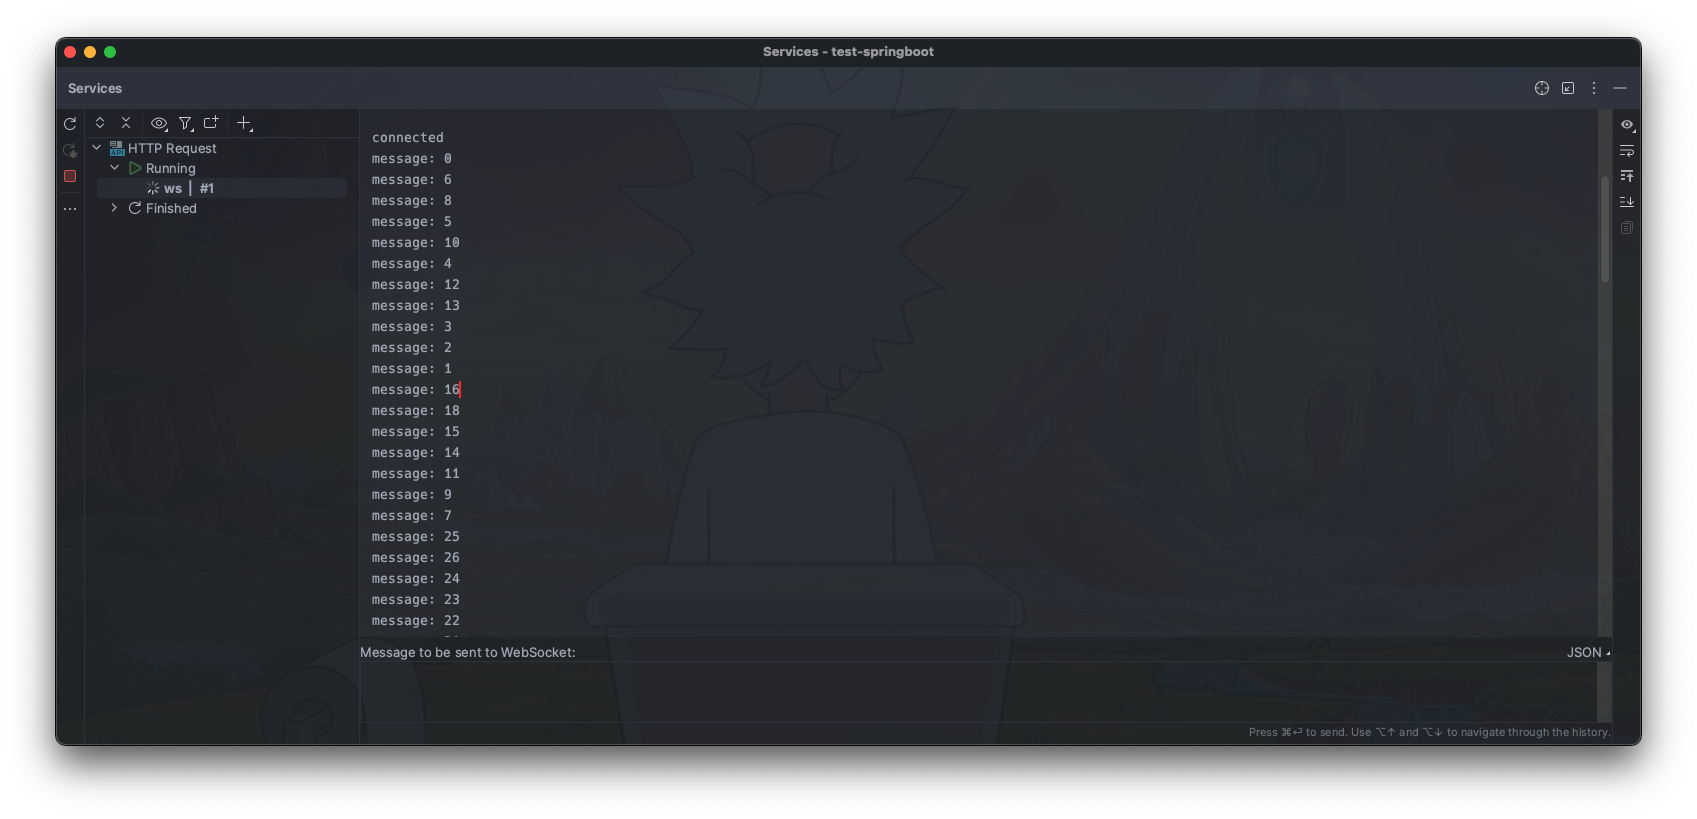 Services - test-springboot
Services
HTTP Request
Running
ws | #1
Finished
connected
message: 0
message: 6
message: 8
message: 5
message: 10
message: 4
message: 12
message: 13
message: 3
message: 2
message: 1
message: 16
message: 18
message: 15
message: 14
message: 11
message: 9
message: 7
message: 25
message: 26
message: 24
message: 23
message: 22
Message to be sent to WebSocket:
JSON
Press ⌘⏎ to send. Use ⌥↑ and ⌥↓ to navigate through the history.